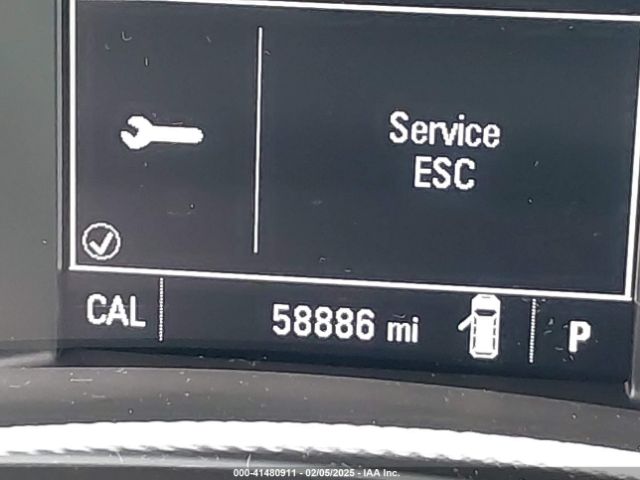 Service
ESC
CAL
58886 mi
P
000-41480911 - 02/05/2025 - IAA Inc.